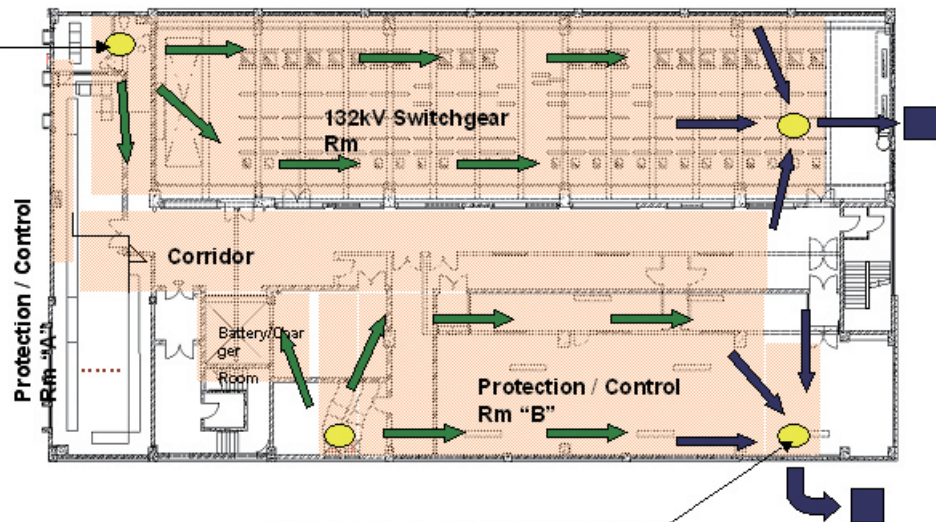 132kV Switchgear
Rm
Corridor
Protection / Control
Rm "A"
Battery/Char
ger
Room
Protection / Control
Rm "B"